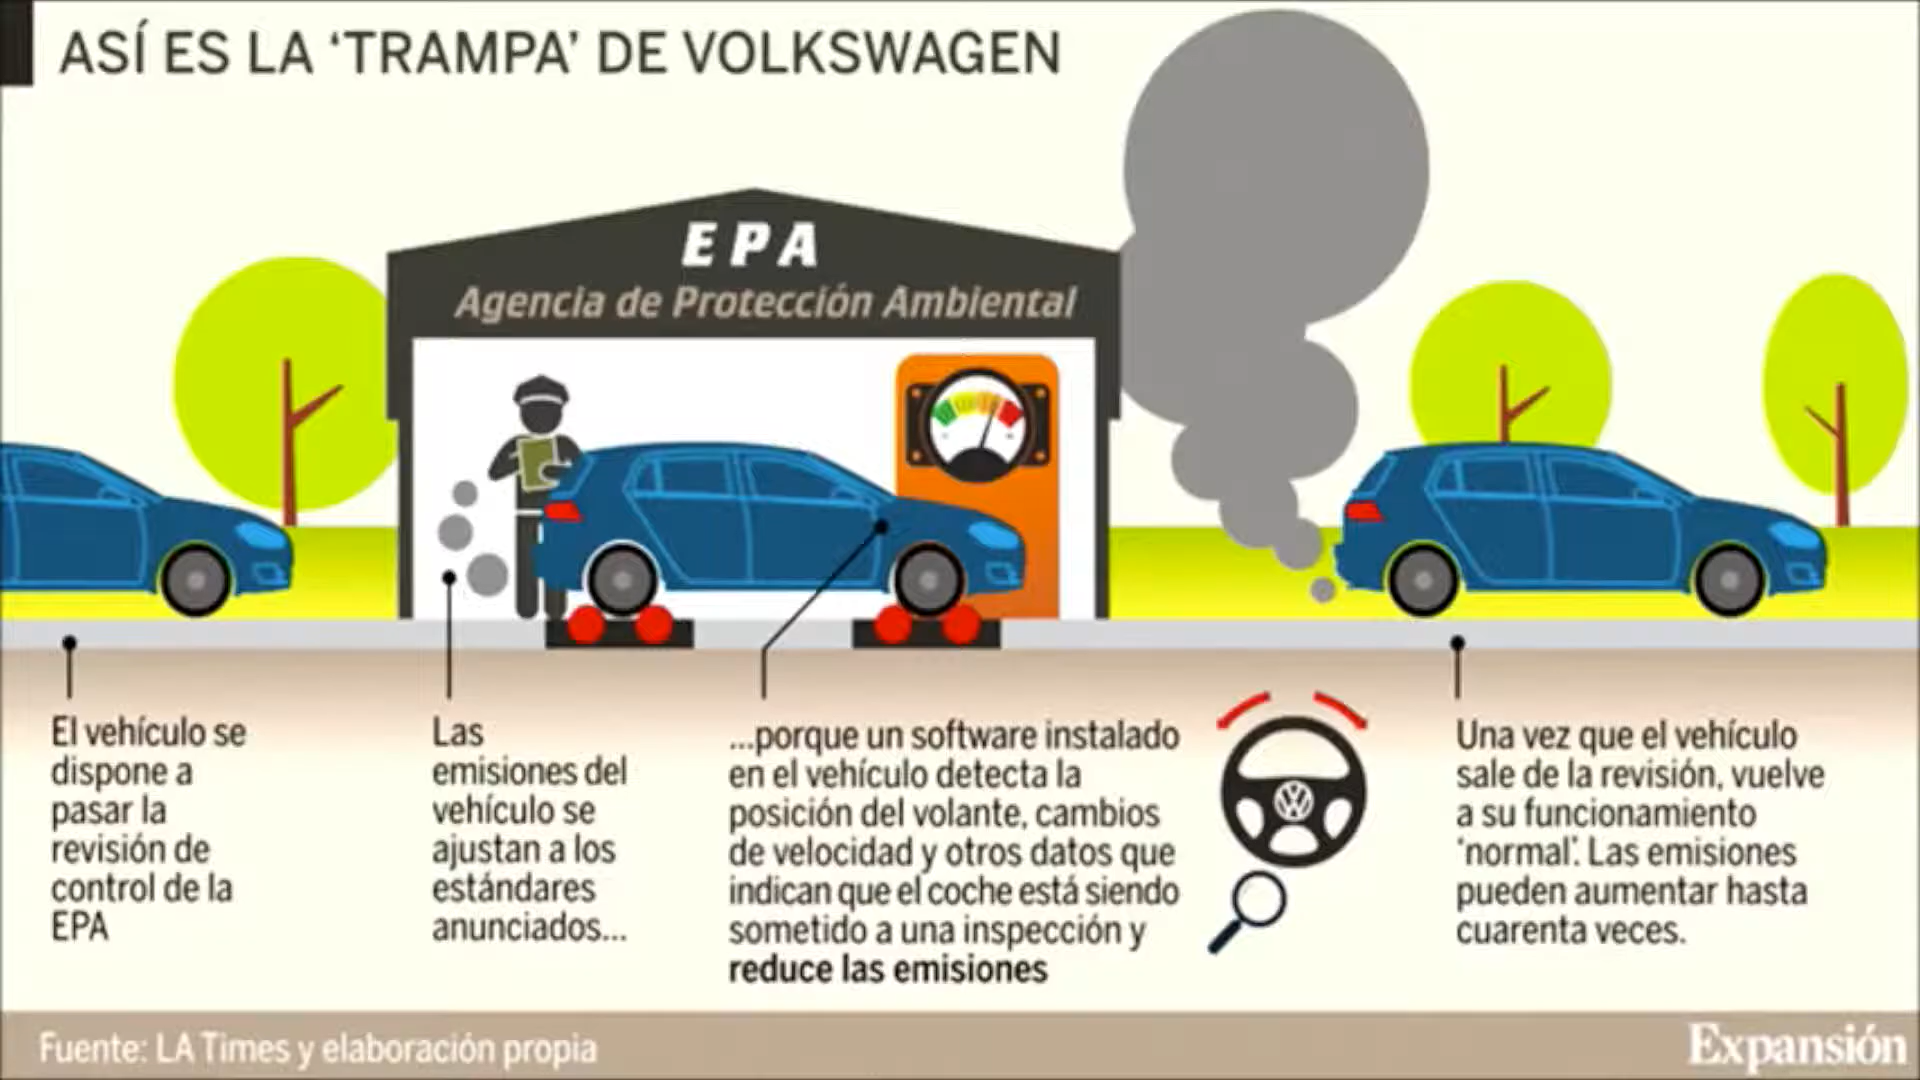 ASÍ ES LA ‘TRAMPA’ DE VOLKSWAGEN
EPA
Agencia de Protección Ambiental
El vehículo se
dispone a
pasar la
revisión de
control de la
EPA
Las
emisiones del
vehículo se
ajustan a los
estándares
anunciados...
...porque un software instalado
en el vehículo detecta la
posición del volante, cambios
de velocidad y otros datos que
indican que el coche está siendo
sometido a una inspección y
reduce las emisiones
Una vez que el vehículo
sale de la revisión, vuelve
a su funcionamiento
‘normal’. Las emisiones
pueden aumentar hasta
cuarenta veces.
Fuente: LA Times y elaboración propia
Expansión